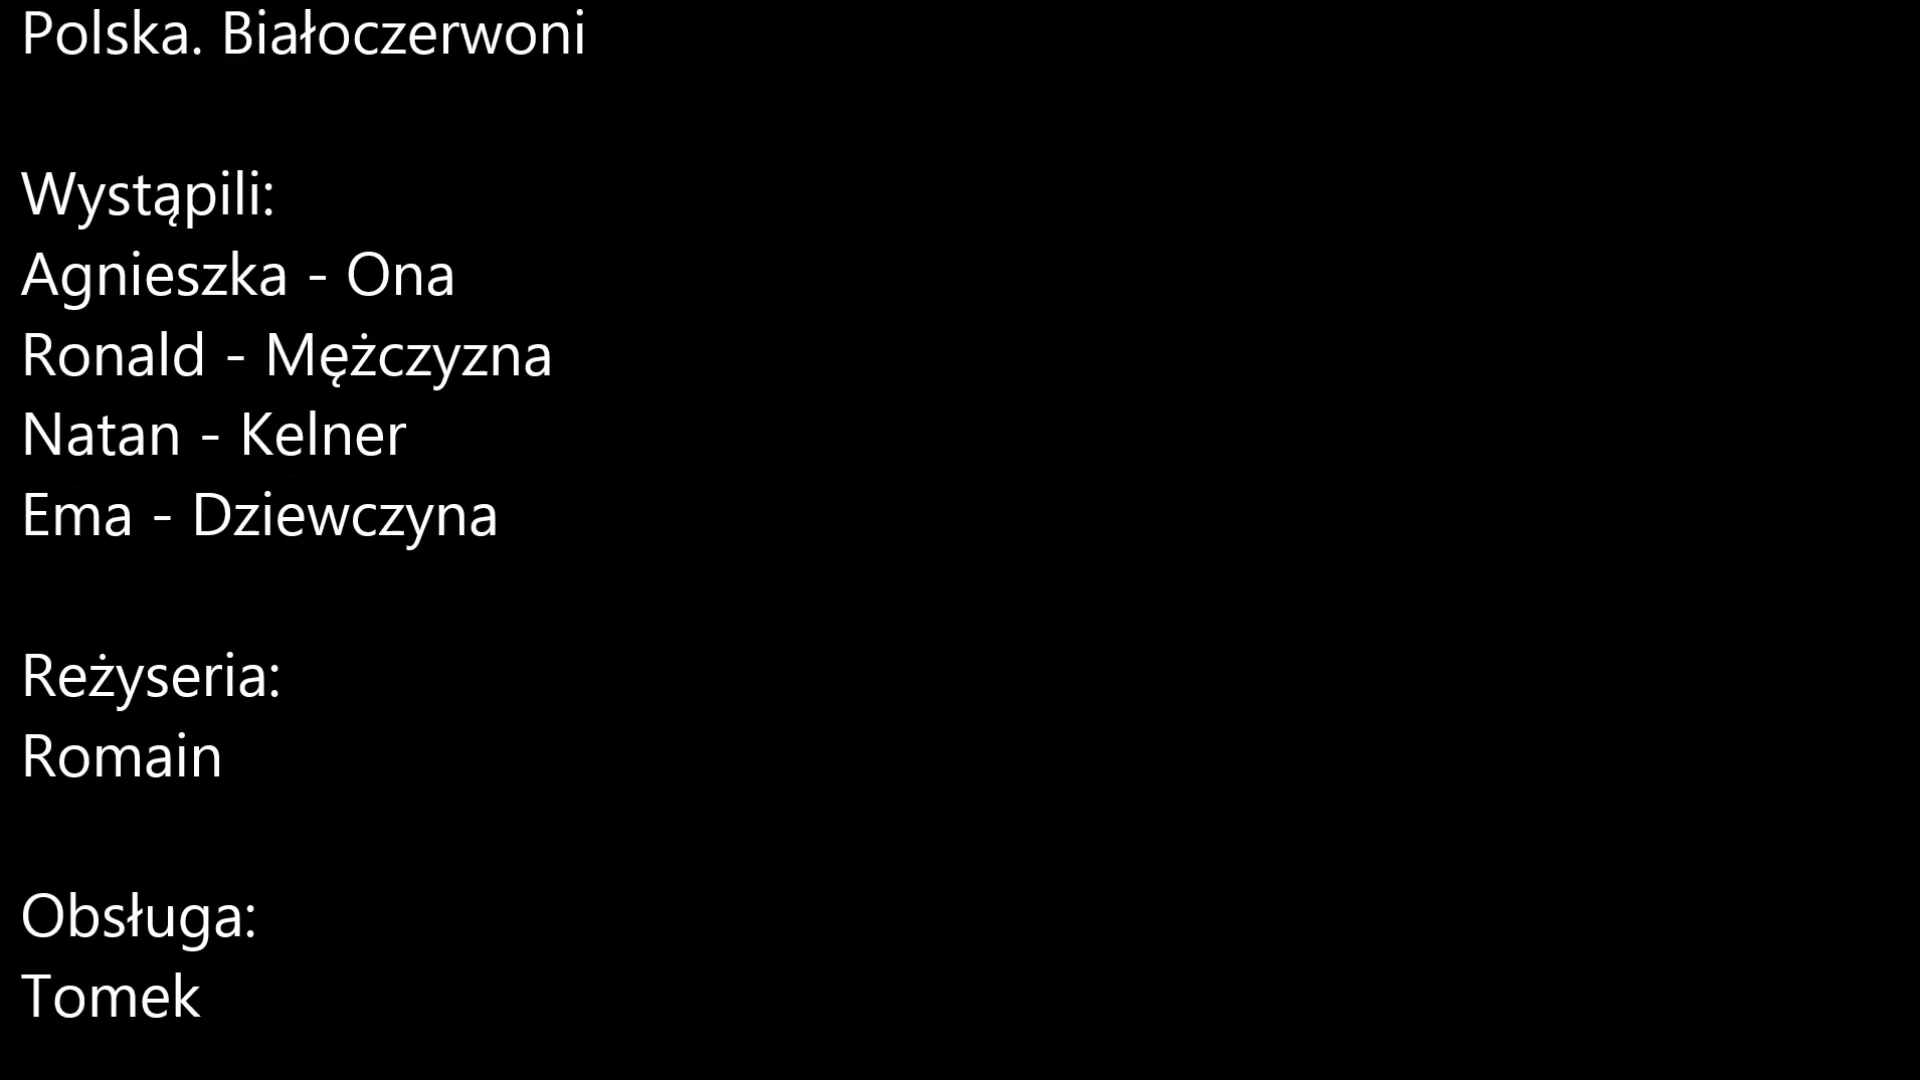 Polska. Białoczerwoni
Wystąpili:
Agnieszka - Ona
Ronald - Mężczyzna
Natan - Kelner
Ema - Dziewczyna
Reżyseria:
Romain
Obsługa:
Tomek